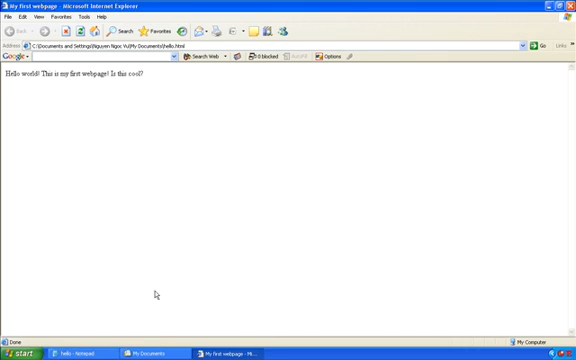 My first webpage - Microsoft Internet Explorer
File Edit View Favorites Tools Help
Back Search Favorites
Address C:\Documents and Settings\Nguyen Ngoc Vu\My Documents\hello.html Go Links
Google Search Web 0 blocked AutoFill Options
Hello world! This is my first webpage! Is this cool?
Done My Computer
start hello - Notepad My Documents My first webpage - Mi...